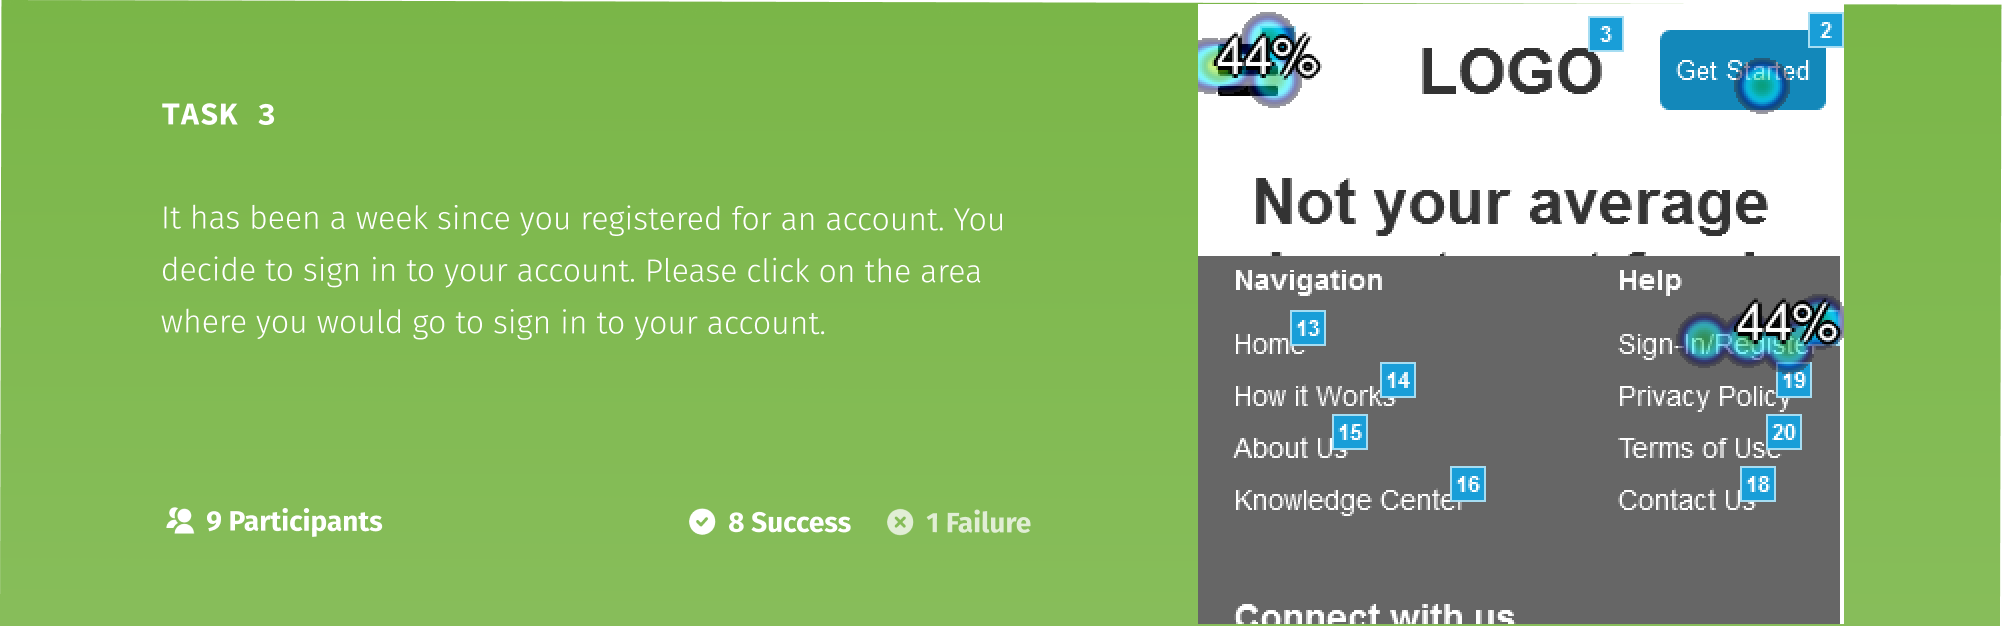 TASK 3
It has been a week since you registered for an account. You
decide to sign in to your account. Please click on the area
where you would go to sign in to your account.
9 Participants
8 Success
1 Failure
44%
LOGO
3
Get Started
2
Not your average
Navigation
Home
13
How it Works
14
About Us
15
Knowledge Center
16
Help
44%
Sign-In/Register
Privacy Policy
19
Terms of Use
20
Contact Us
18
Connect with us